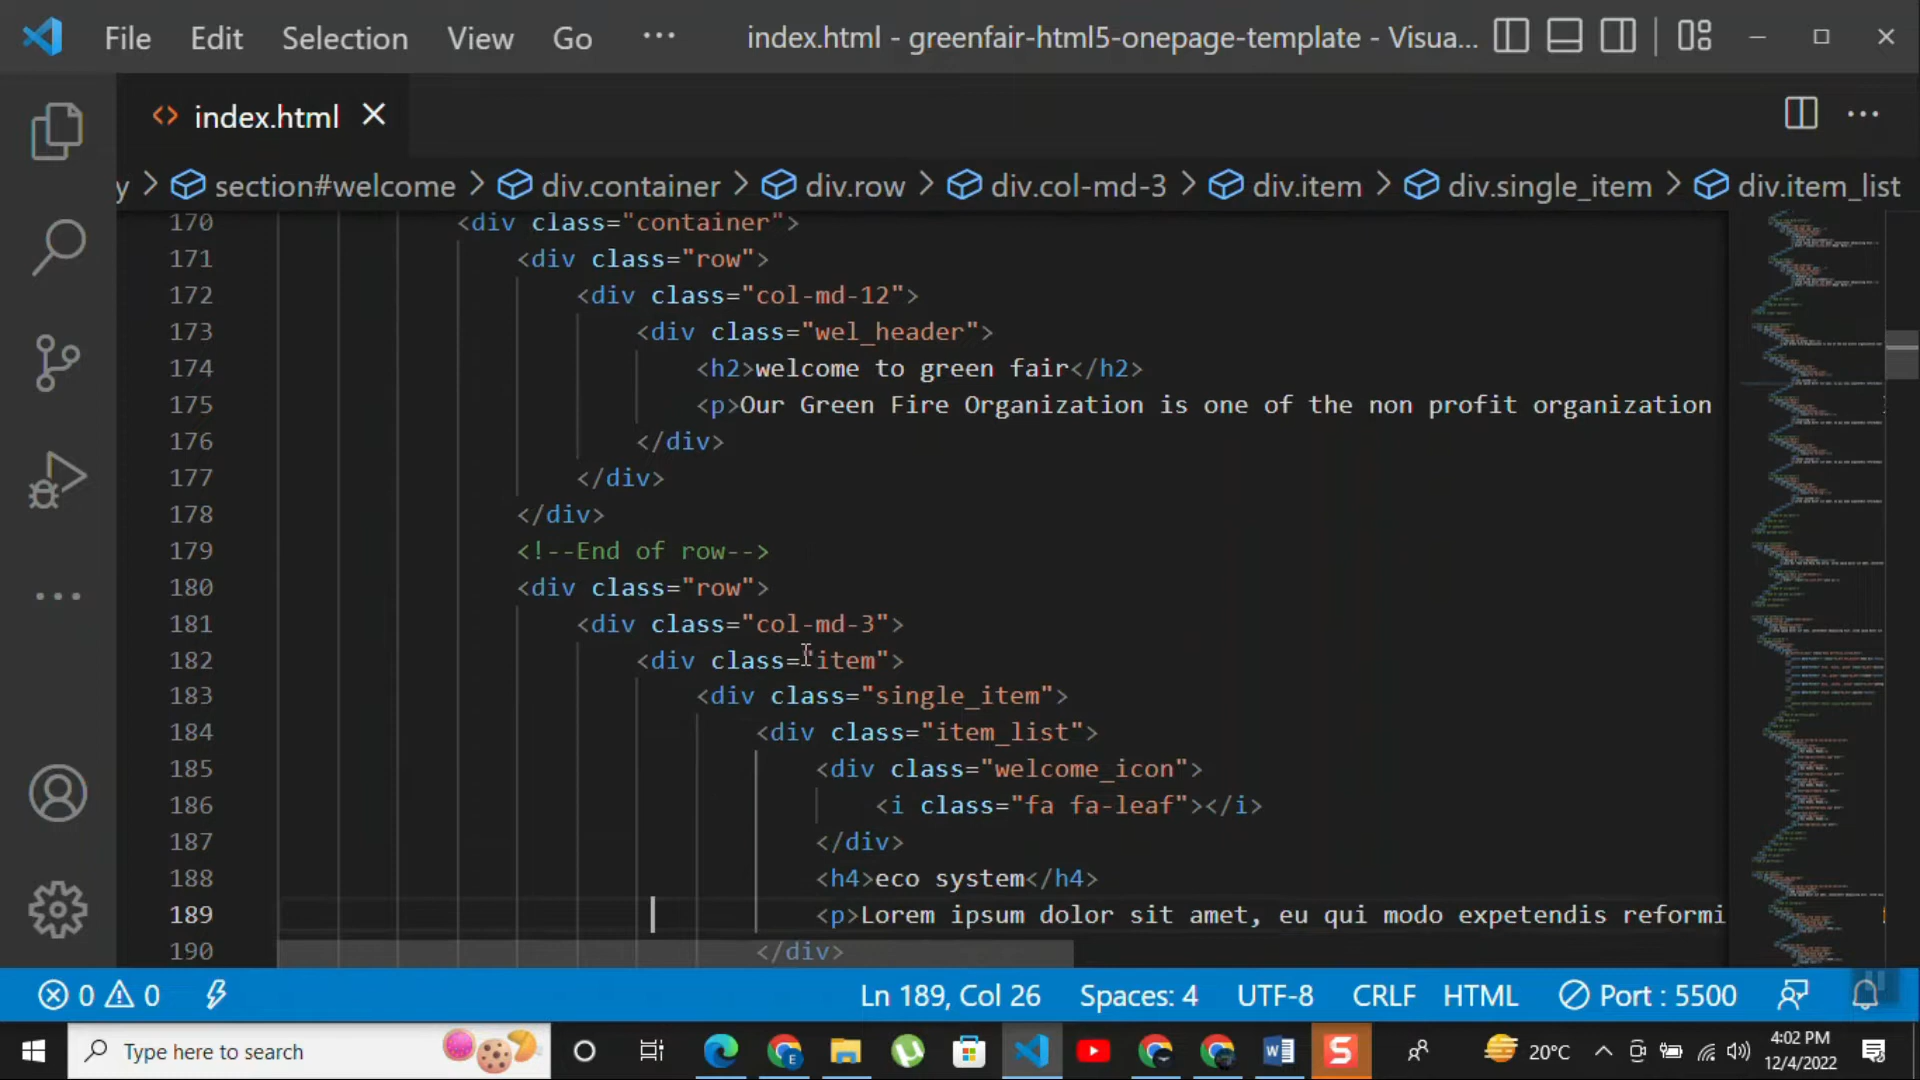 File Edit Selection View Go ··· index.html - greenfair-html5-onepage-template - Visua...
<> index.html ×
y > section#welcome > div.container > div.row > div.col-md-3 > div.item > div.single_item > div.item_list
170 <div class="container">
171 <div class="row">
172 <div class="col-md-12">
173 <div class="wel_header">
174 <h2>welcome to green fair</h2>
175 <p>Our Green Fire Organization is one of the non profit organization
176 </div>
177 </div>
178 </div>
179 <!--End of row-->
180 <div class="row">
181 <div class="col-md-3">
182 <div class="item">
183 <div class="single_item">
184 <div class="item_list">
185 <div class="welcome_icon">
186 <i class="fa fa-leaf"></i>
187 </div>
188 <h4>eco system</h4>
189 <p>Lorem ipsum dolor sit amet, eu qui modo expetendis reformi
190 </div>
0 0 Ln 189, Col 26 Spaces: 4 UTF-8 CRLF HTML Port : 5500
Type here to search E W S 20°C 4:02 PM
12/4/2022